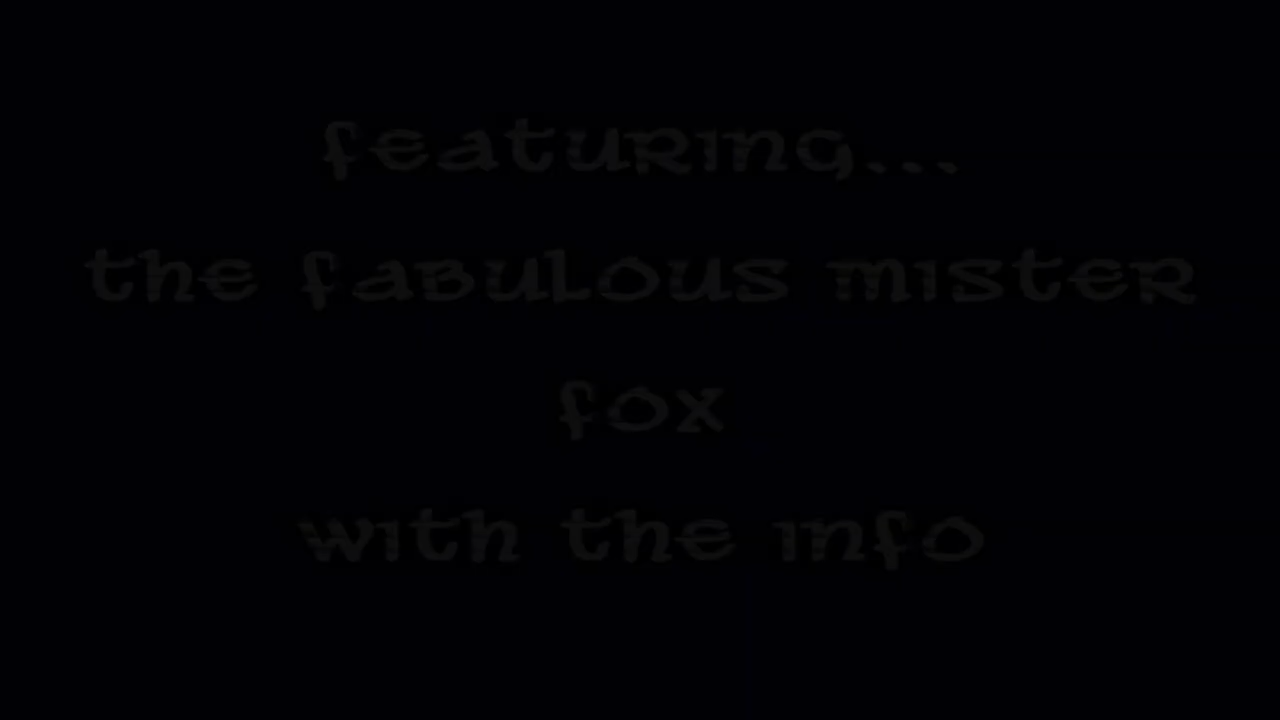 featuring...
the fabulous mister
fox
with the info